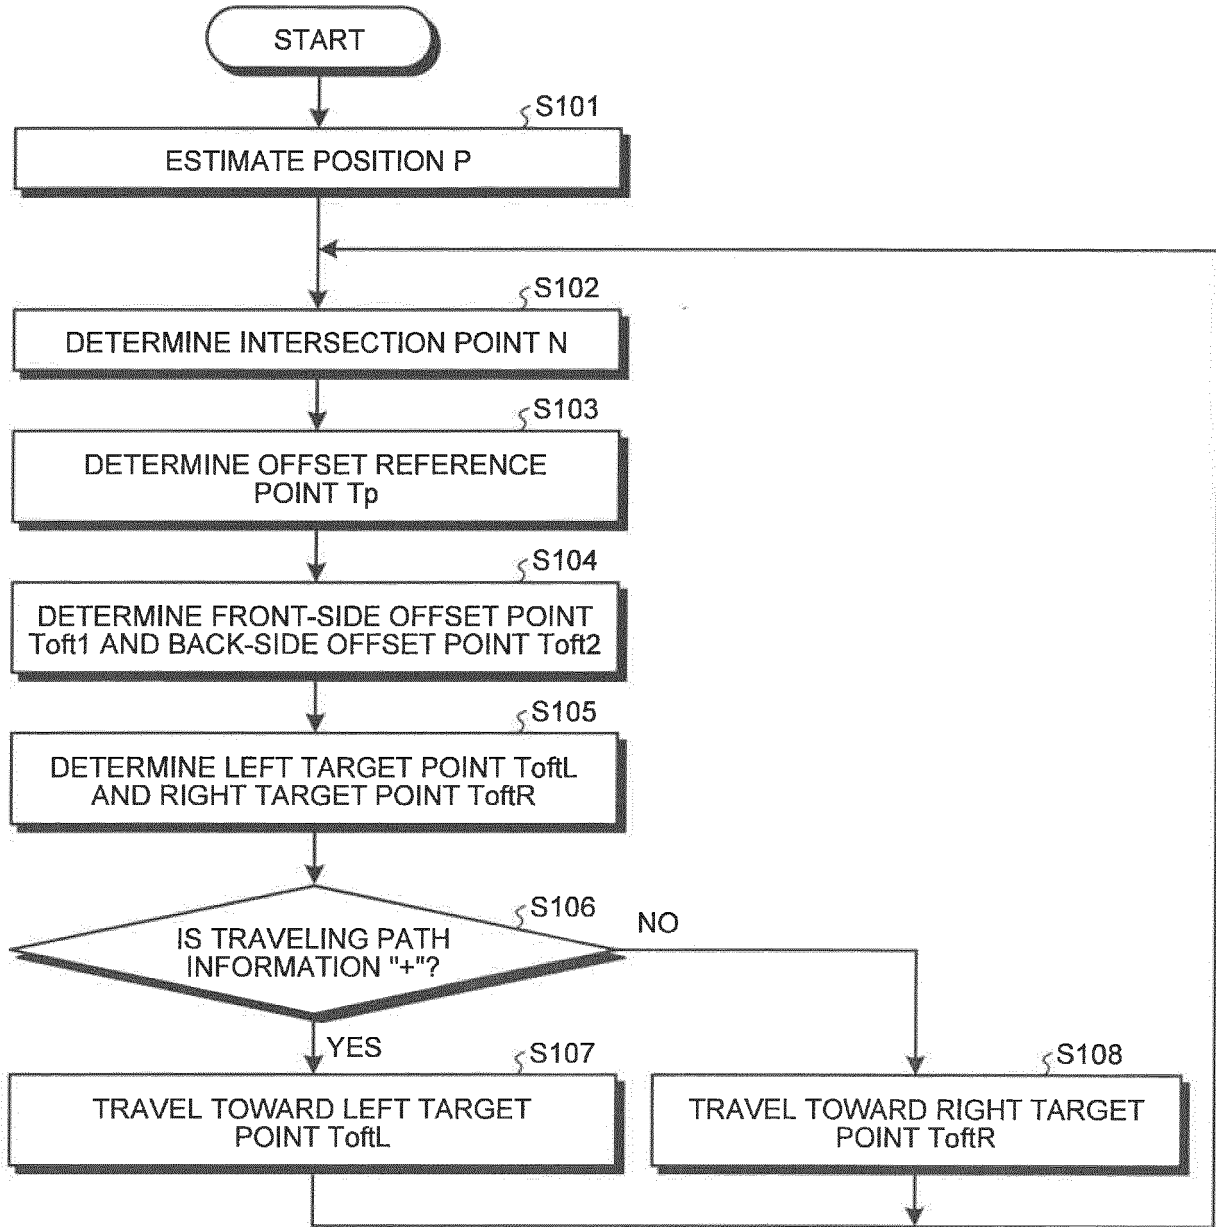 START
S101
ESTIMATE POSITION P
S102
DETERMINE INTERSECTION POINT N
S103
DETERMINE OFFSET REFERENCE
POINT Tp
S104
DETERMINE FRONT-SIDE OFFSET POINT
Toft1 AND BACK-SIDE OFFSET POINT Toft2
S105
DETERMINE LEFT TARGET POINT ToftL
AND RIGHT TARGET POINT ToftR
S106
IS TRAVELING PATH
INFORMATION "+"?
NO
YES
S107
TRAVEL TOWARD LEFT TARGET
POINT ToftL
S108
TRAVEL TOWARD RIGHT TARGET
POINT ToftR